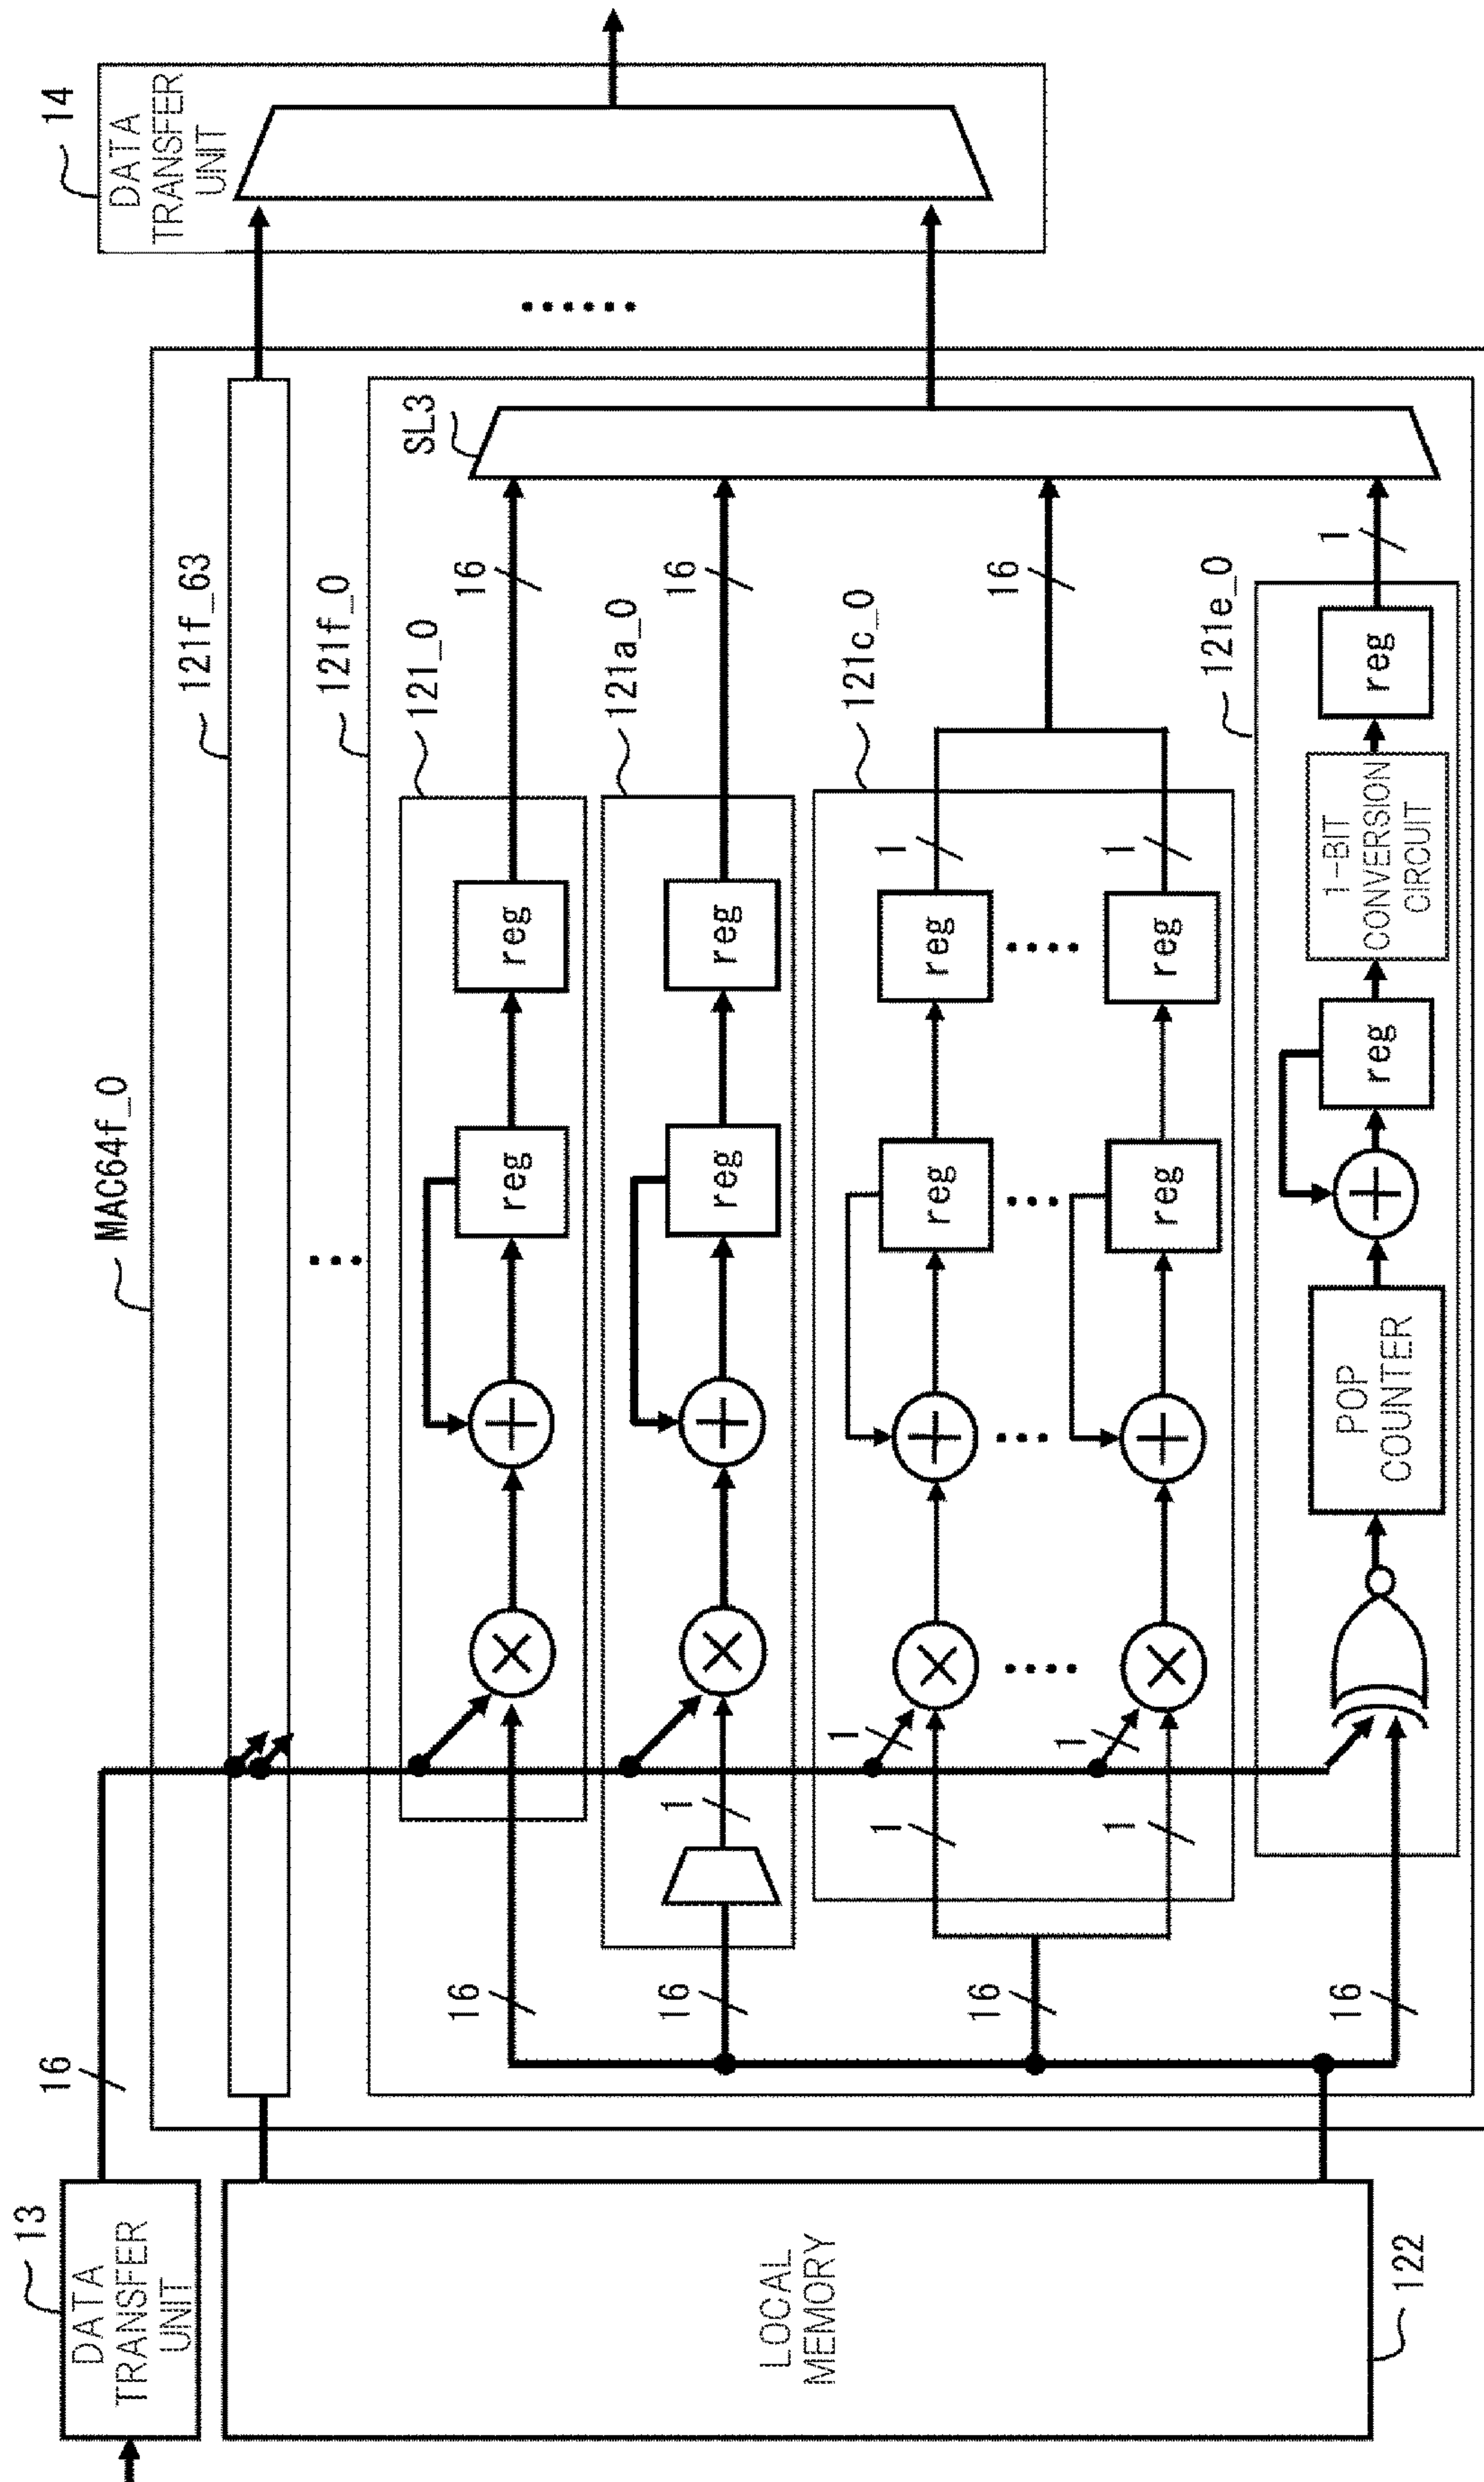 13
DATA
TRANSFER
UNIT
16
MAC64f_0
121f_63
121f_0
14
DATA
TRANSFER
UNIT
LOCAL
MEMORY
122
16
121_0
reg
reg
16
SL3
16
1
121a_0
reg
reg
16
16
1
1
1
1
121c_0
reg
reg
1
reg
reg
1
16
16
121e_0
POP
COUNTER
reg
1-BIT
CONVERSION
CIRCUIT
reg
1